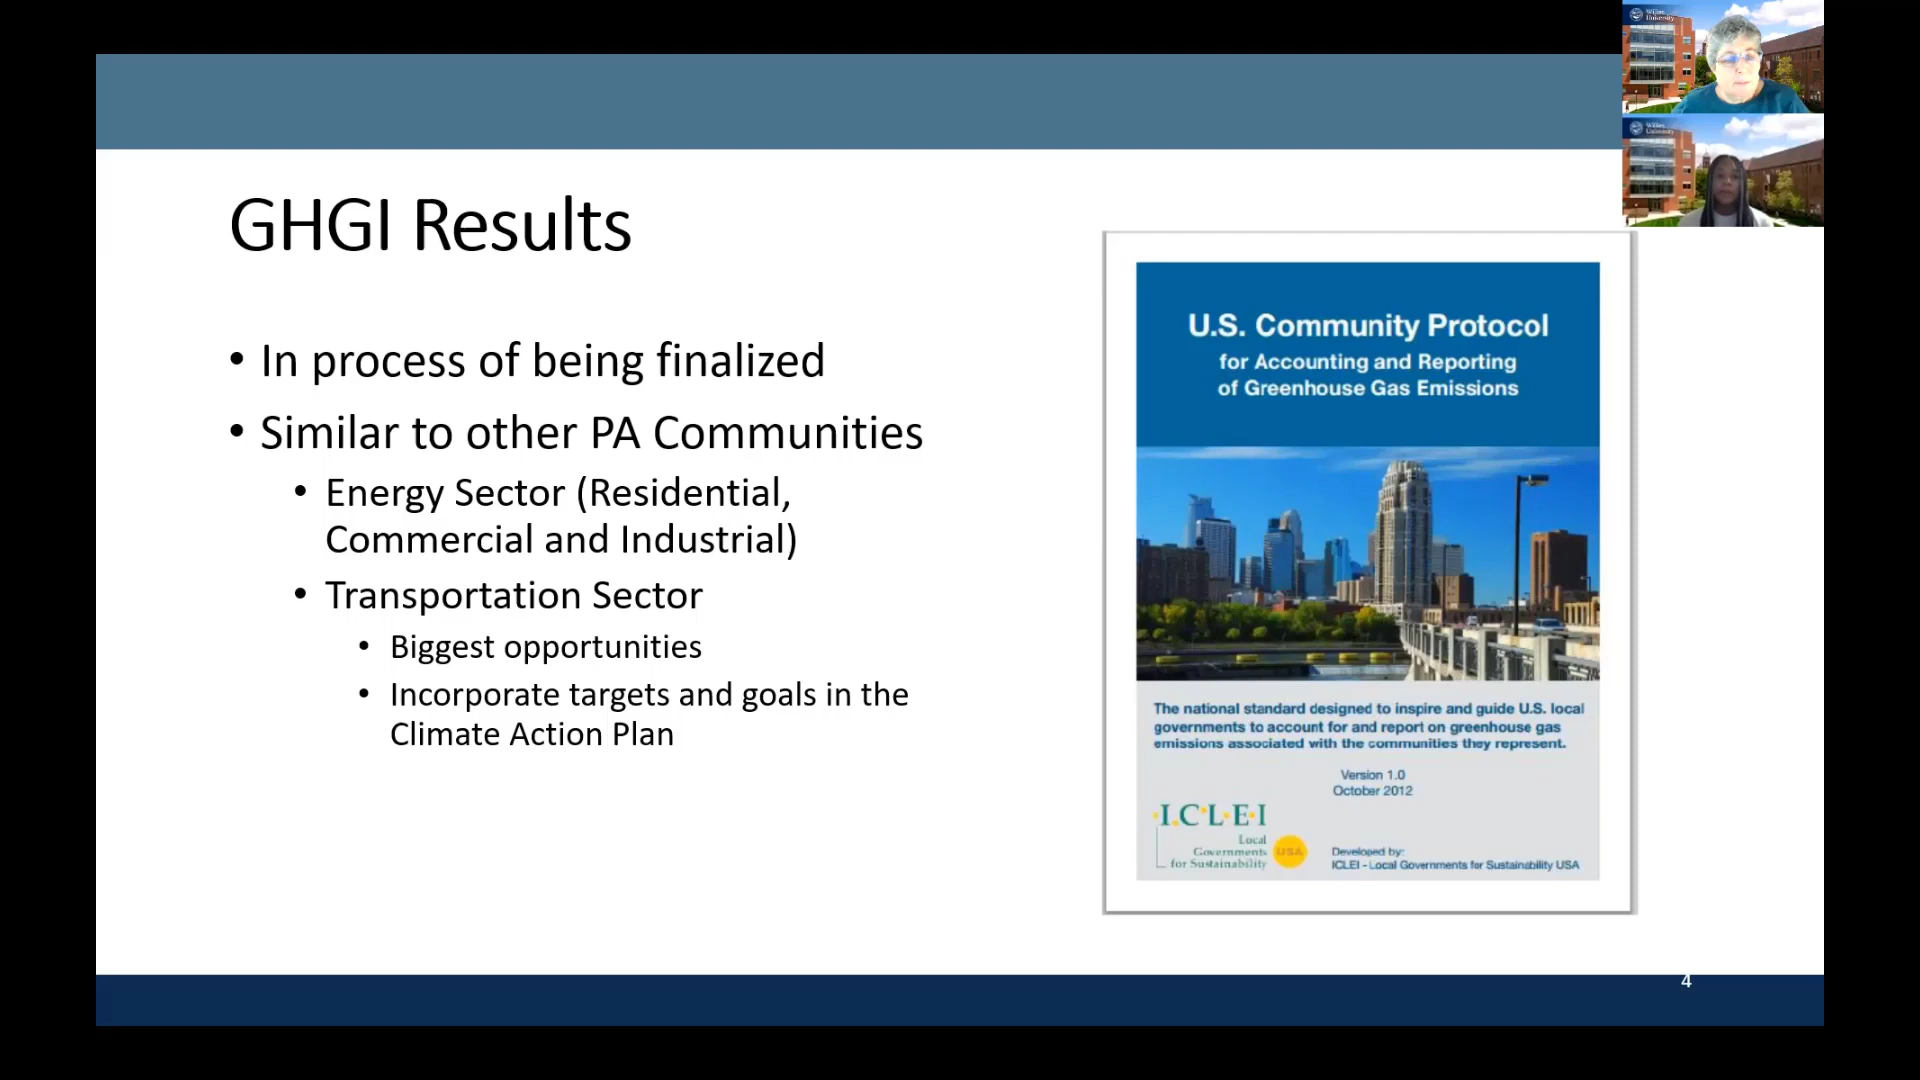 Wilkes
University
Wilkes
University
GHGI Results
• In process of being finalized
• Similar to other PA Communities
• Energy Sector (Residential,
Commercial and Industrial)
• Transportation Sector
• Biggest opportunities
• Incorporate targets and goals in the
Climate Action Plan
U.S. Community Protocol
for Accounting and Reporting
of Greenhouse Gas Emissions
The national standard designed to inspire and guide U.S. local
governments to account for and report on greenhouse gas
emissions associated with the communities they represent.
Version 1.0
October 2012
·I.C·L·E·I
Local
Governments
for Sustainability
USA
Developed by:
ICLEI - Local Governments for Sustainability USA
4